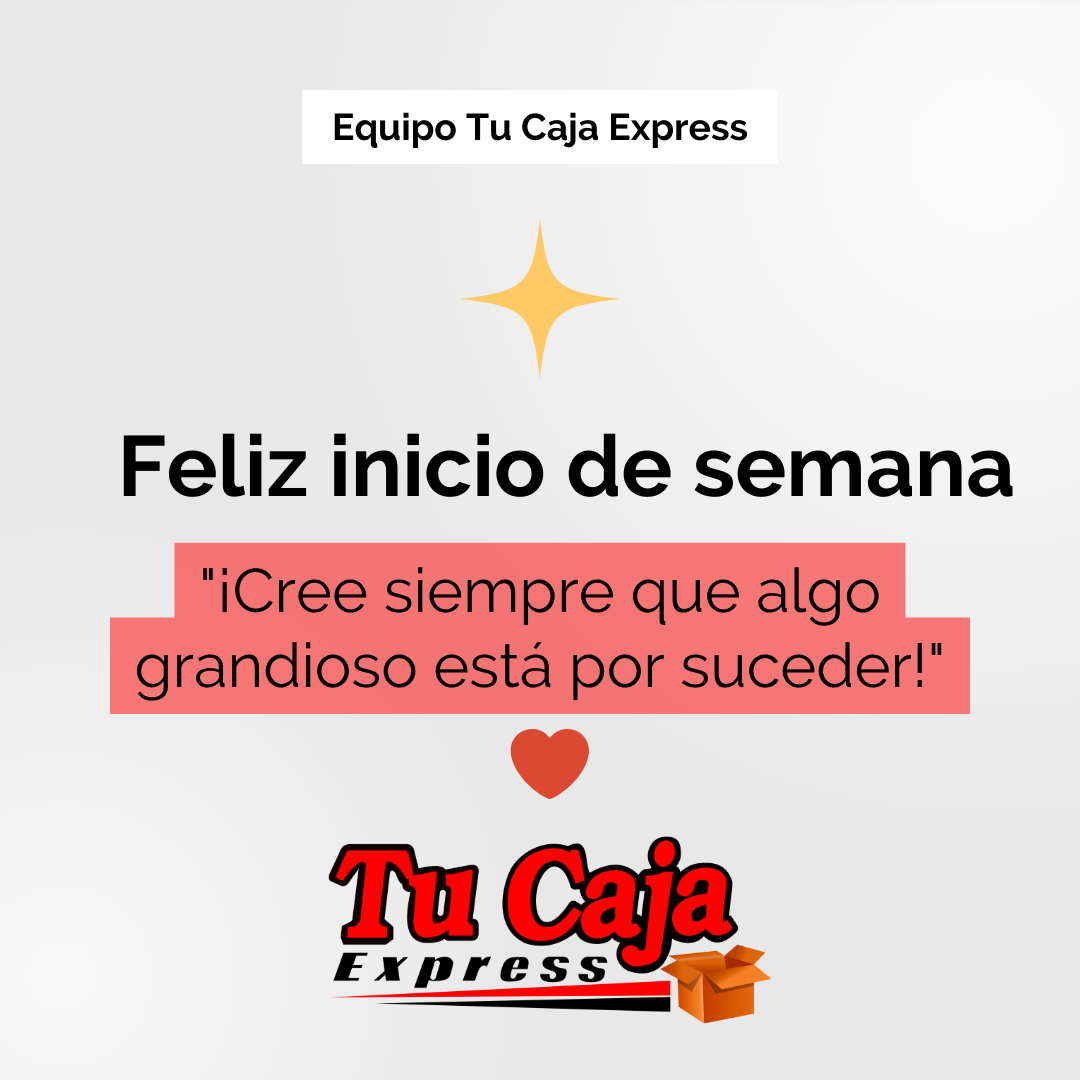 Equipo Tu Caja Express
Feliz inicio de semana
"¡Cree siempre que algo
grandioso está por suceder!"
Tu Caja
Express